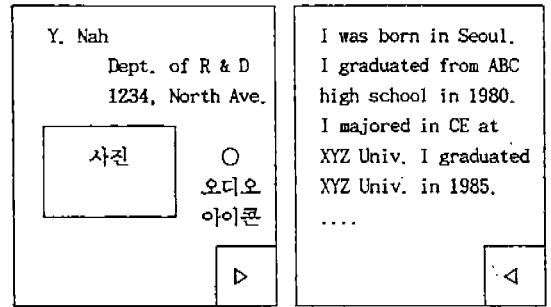 Y. Nah
Dept. of R & D
1234, North Ave.
사진
오디오
아이콘
I was born in Seoul.
I graduated from ABC
high school in 1980.
I majored in CE at
XYZ Univ. I graduated
XYZ Univ. in 1985.
....